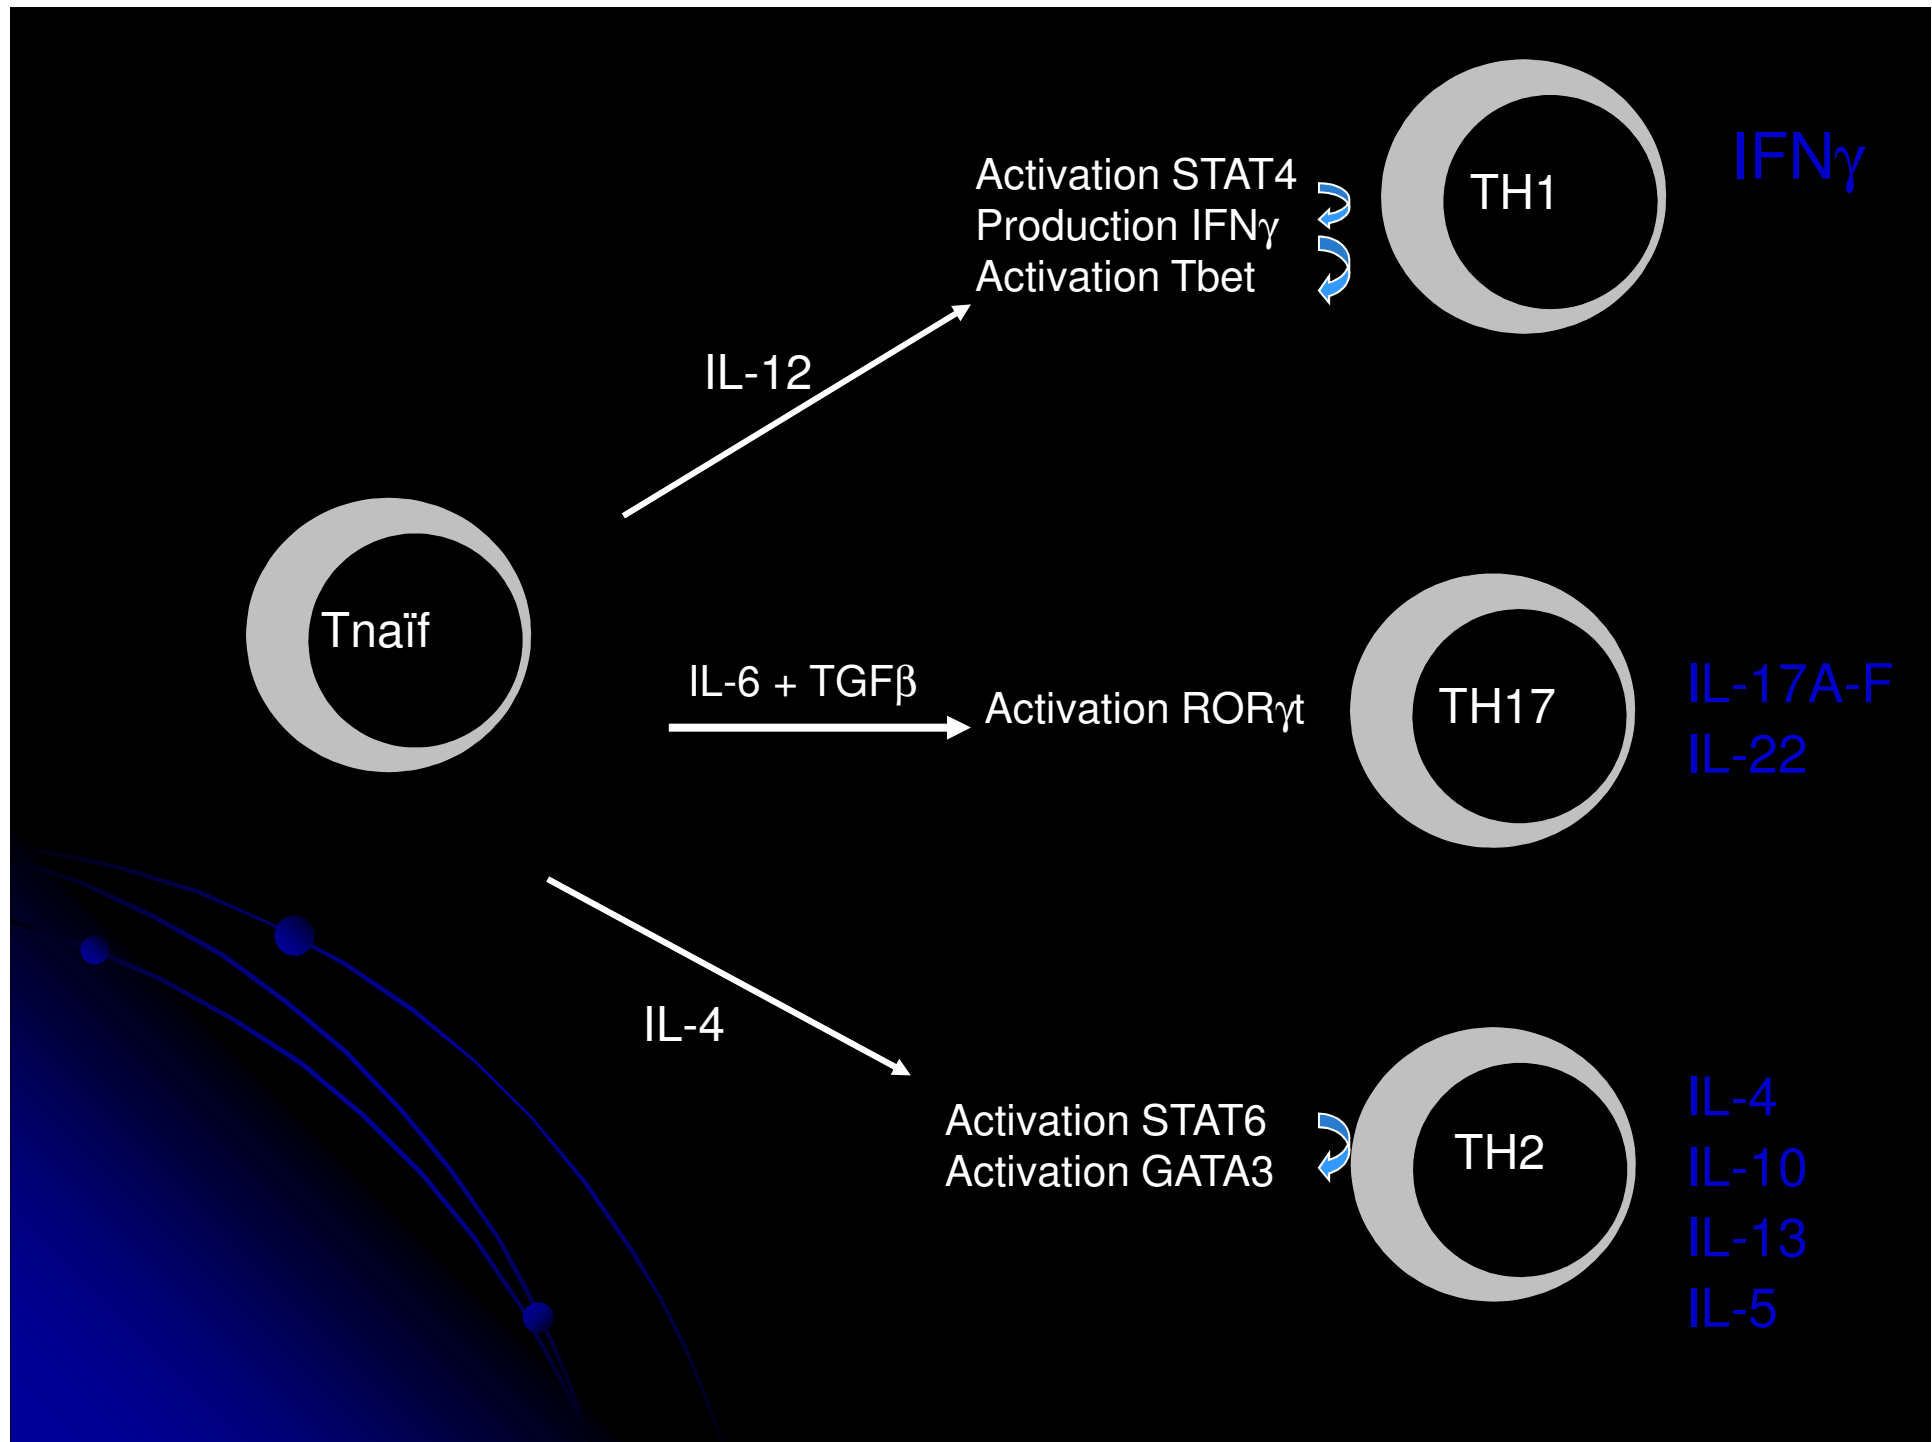 Activation STAT4
Production IFNγ
Activation Tbet
TH1
IFNγ
IL-12
Tnaïf
IL-6 + TGFβ
Activation RORγt
TH17
IL-17A-F
IL-22
IL-4
Activation STAT6
Activation GATA3
TH2
IL-4
IL-10
IL-13
IL-5